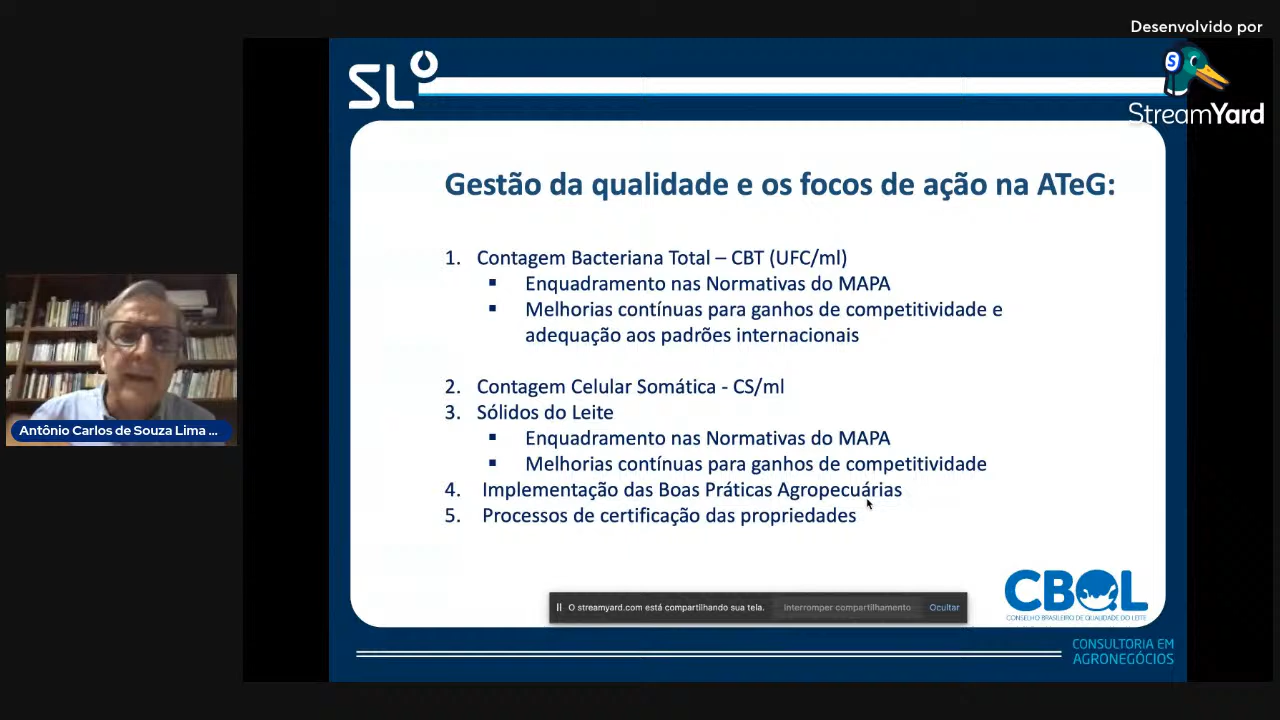 Desenvolvido por
StreamYard
SL
Gestão da qualidade e os focos de ação na ATeG:
1. Contagem Bacteriana Total – CBT (UFC/ml)
▪ Enquadramento nas Normativas do MAPA
▪ Melhorias contínuas para ganhos de competitividade e
adequação aos padrões internacionais
2. Contagem Celular Somática - CS/ml
3. Sólidos do Leite
▪ Enquadramento nas Normativas do MAPA
▪ Melhorias contínuas para ganhos de competitividade
4. Implementação das Boas Práticas Agropecuárias
5. Processos de certificação das propriedades
Antônio Carlos de Souza Lima ...
O streamyard.com está compartilhando sua tela. Interromper compartilhamento Ocultar
CBQL
CONSELHO BRASILEIRO DE QUALIDADE DO LEITE
CONSULTORIA EM
AGRONEGÓCIOS